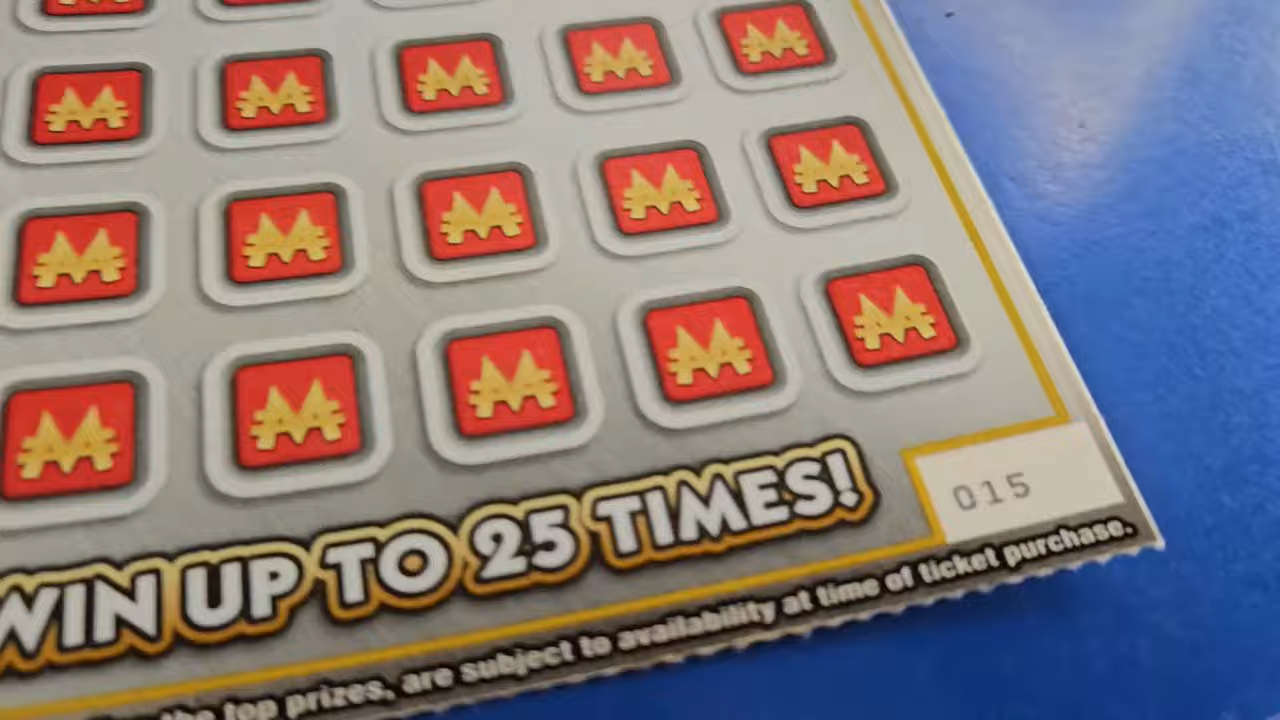 WIN UP TO 25 TIMES!
015
the top prizes, are subject to availability at time of ticket purchase.